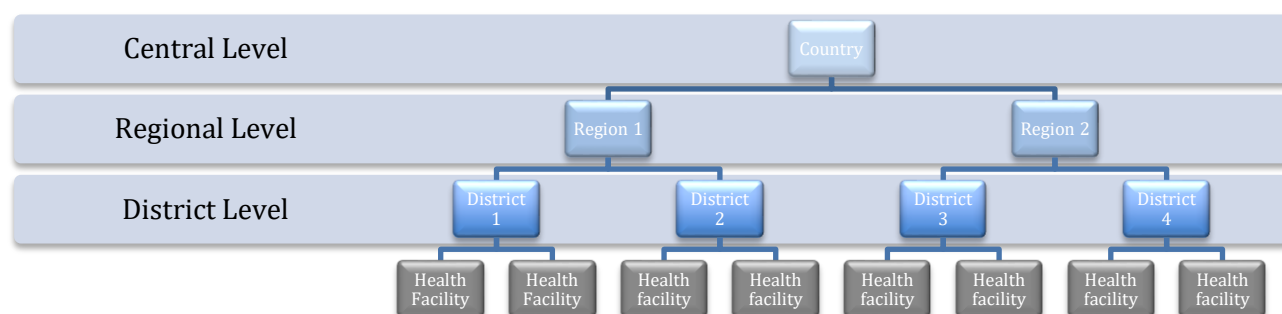 Central Level
Country
Regional Level
Region 1
Region 2
District Level
District
1
District
2
District
3
District
4
Health
Facility
Health
Facility
Health
facility
Health
facility
Health
facility
Health
facility
Health
facility
Health
facility